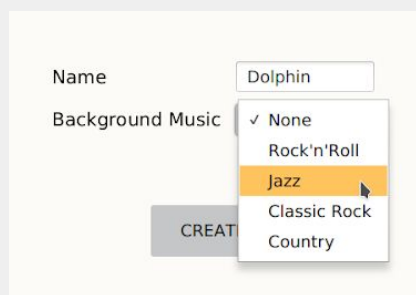 Name Dolphin
Background Music ✓ None
Rock'n'Roll
Jazz
Classic Rock
CREAT
Country